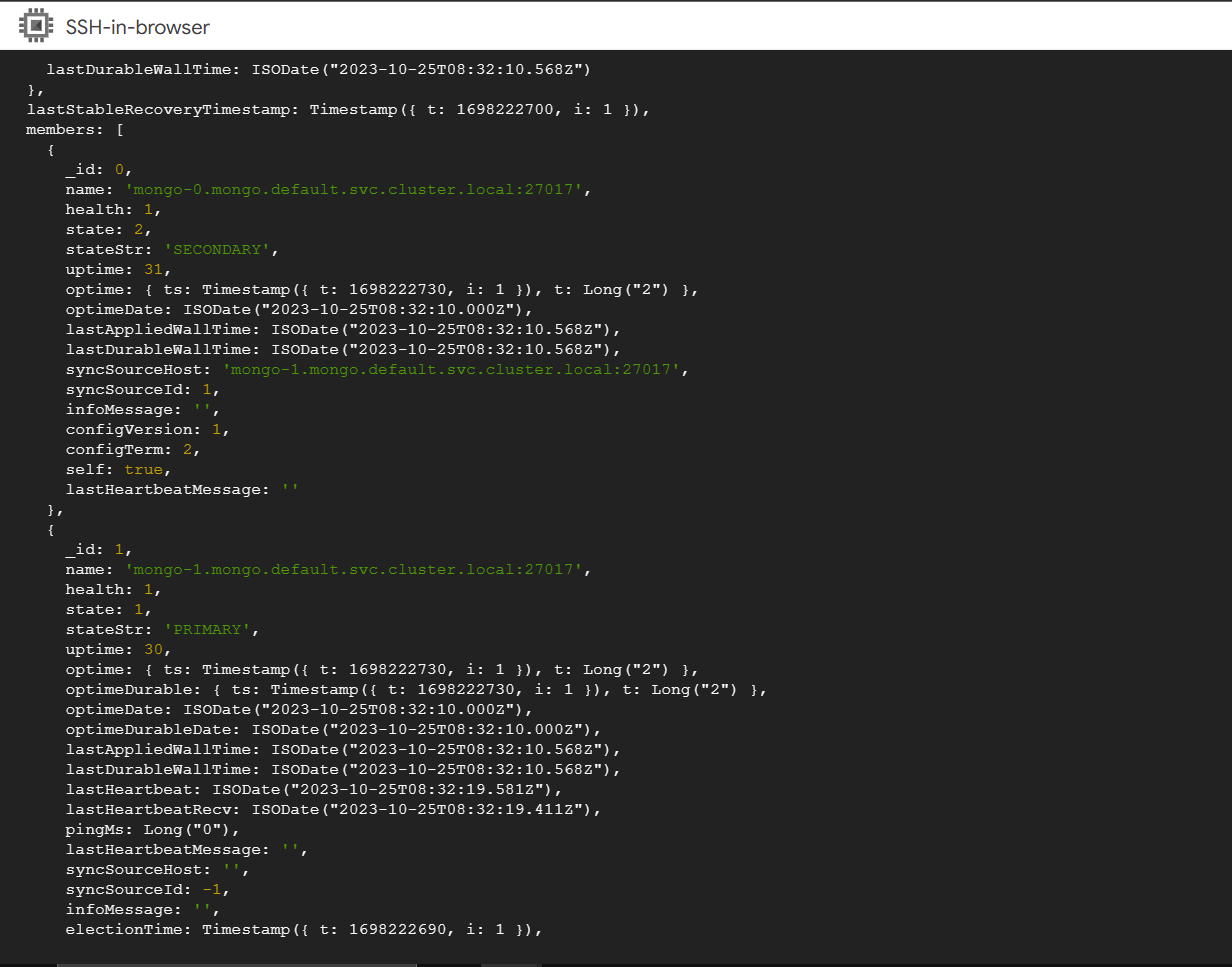 SSH-in-browser
lastDurableWallTime: ISODate("2023-10-25T08:32:10.568Z")
},
lastStableRecoveryTimestamp: Timestamp({ t: 1698222700, i: 1 }),
members: [
{
_id: 0,
name: 'mongo-0.mongo.default.svc.cluster.local:27017',
health: 1,
state: 2,
stateStr: 'SECONDARY',
uptime: 31,
optime: { ts: Timestamp({ t: 1698222730, i: 1 }), t: Long("2") },
optimeDate: ISODate("2023-10-25T08:32:10.000Z"),
lastAppliedWallTime: ISODate("2023-10-25T08:32:10.568Z"),
lastDurableWallTime: ISODate("2023-10-25T08:32:10.568Z"),
syncSourceHost: 'mongo-1.mongo.default.svc.cluster.local:27017',
syncSourceId: 1,
infoMessage: '',
configVersion: 1,
configTerm: 2,
self: true,
lastHeartbeatMessage: ''
},
{
_id: 1,
name: 'mongo-1.mongo.default.svc.cluster.local:27017',
health: 1,
state: 1,
stateStr: 'PRIMARY',
uptime: 30,
optime: { ts: Timestamp({ t: 1698222730, i: 1 }), t: Long("2") },
optimeDurable: { ts: Timestamp({ t: 1698222730, i: 1 }), t: Long("2") },
optimeDate: ISODate("2023-10-25T08:32:10.000Z"),
optimeDurableDate: ISODate("2023-10-25T08:32:10.000Z"),
lastAppliedWallTime: ISODate("2023-10-25T08:32:10.568Z"),
lastDurableWallTime: ISODate("2023-10-25T08:32:10.568Z"),
lastHeartbeat: ISODate("2023-10-25T08:32:19.581Z"),
lastHeartbeatRecv: ISODate("2023-10-25T08:32:19.411Z"),
pingMs: Long("0"),
lastHeartbeatMessage: '',
syncSourceHost: '',
syncSourceId: -1,
infoMessage: '',
electionTime: Timestamp({ t: 1698222690, i: 1 }),